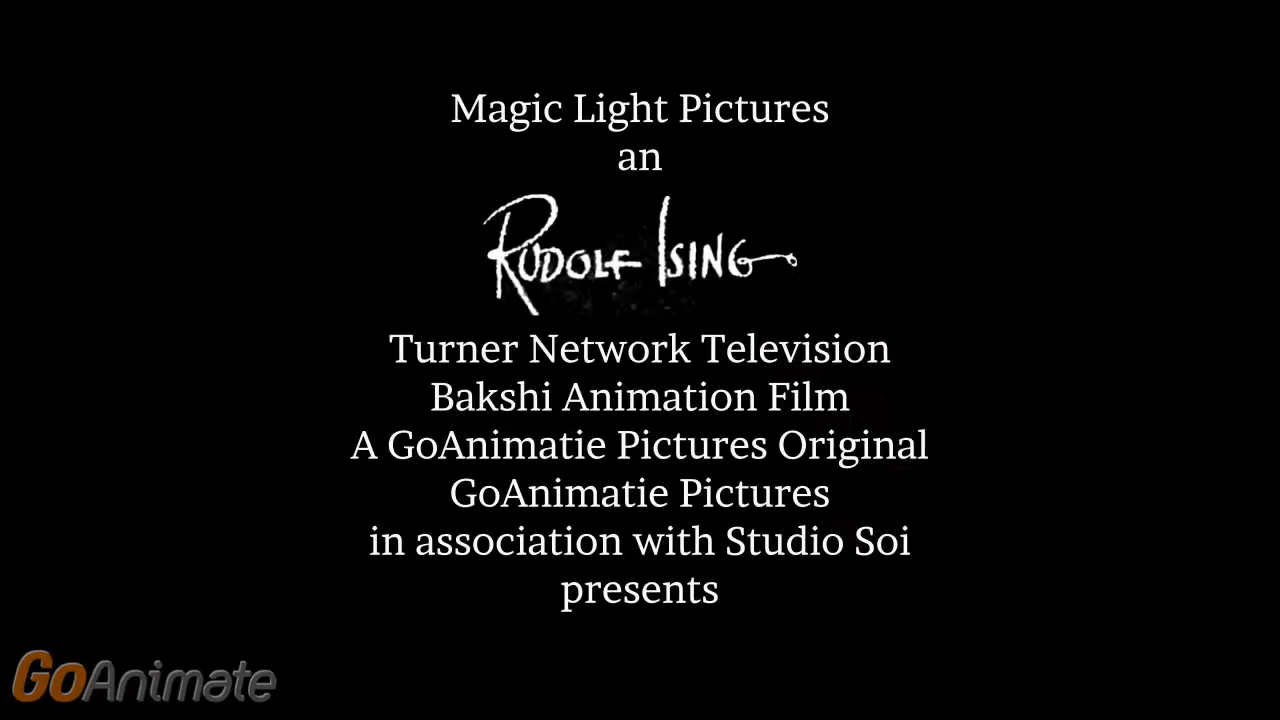 Magic Light Pictures
an
RUDOLF ISING
Turner Network Television
Bakshi Animation Film
A GoAnimatie Pictures Original
GoAnimatie Pictures
in association with Studio Soi
presents
GoAnimate